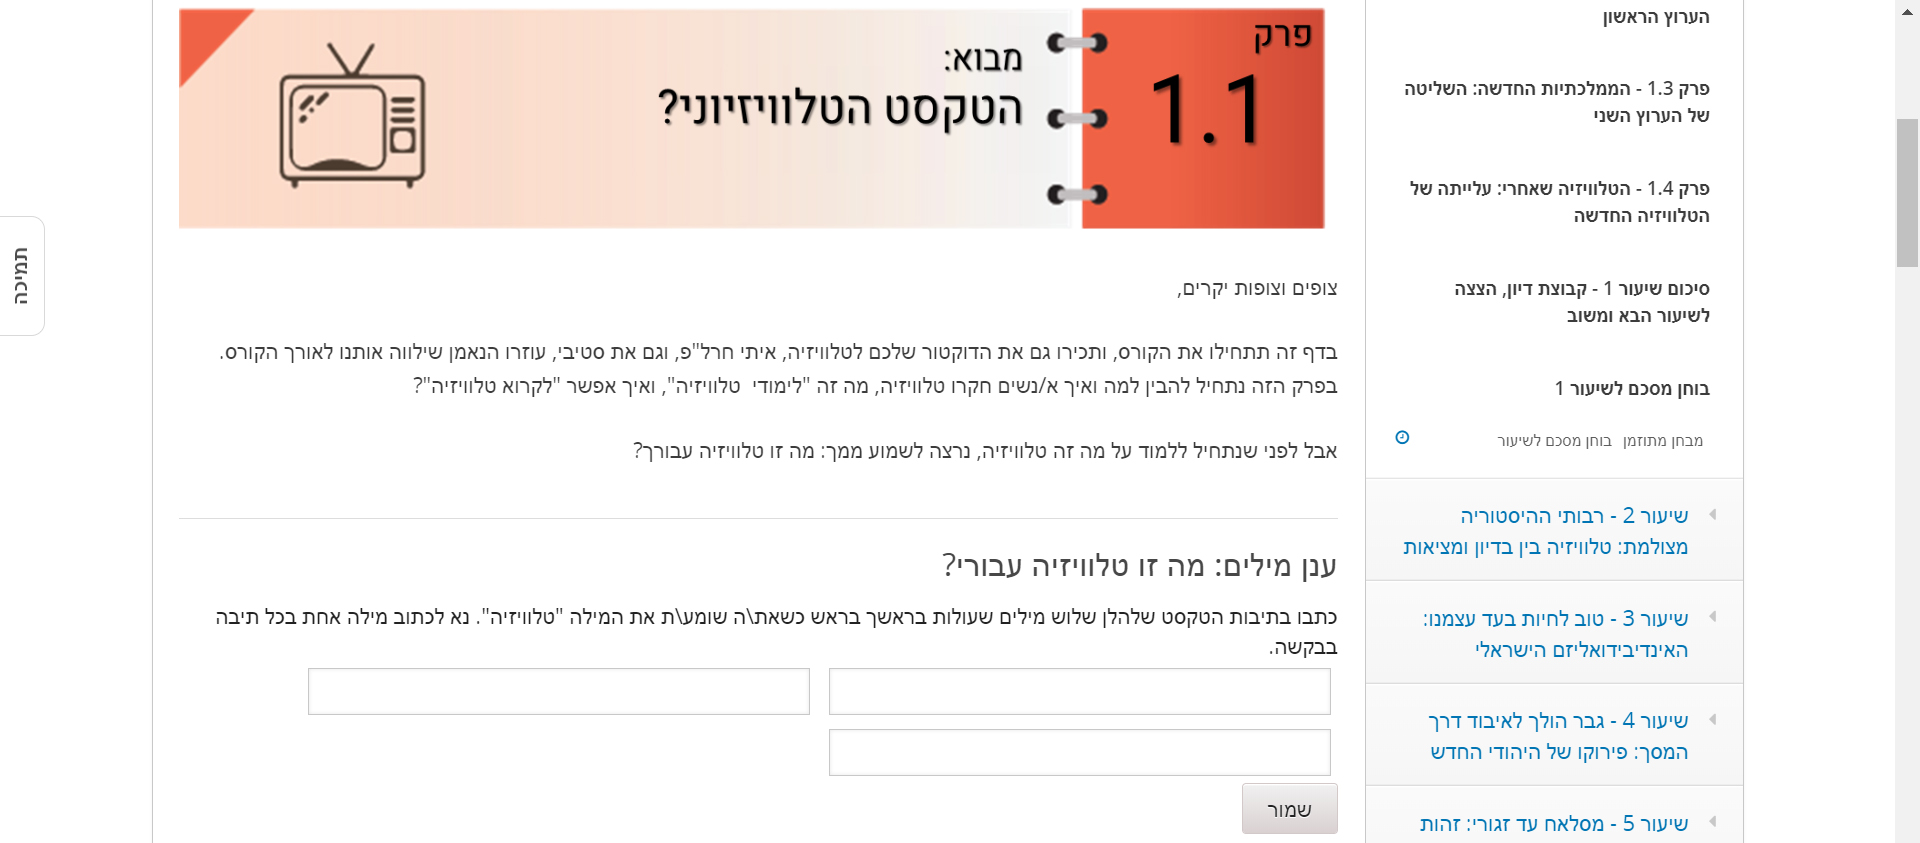 הערוץ הראשון
פרק 1.3 - הממלכתיות החדשה: השליטה
של הערוץ השני
פרק 1.4 - הטלוויזיה שאחרי: עלייתה של
הטלוויזיה החדשה
סיכום שיעור 1 - קבוצת דיון, הצצה
לשיעור הבא ומשוב
בוחן מסכם לשיעור 1
מבחן מתוזמן בוחן מסכם לשיעור
שיעור 2 - רבותי ההיסטוריה
מצולמת: טלוויזיה בין בדיון ומציאות
שיעור 3 - טוב לחיות בעד עצמנו:
האינדיבידואליזם הישראלי
שיעור 4 - גבר הולך לאיבוד דרך
המסך: פירוקו של היהודי החדש
שיעור 5 - מסלאח עד זגורי: זהות
פרק
1.1
מבוא:
הטקסט הטלוויזיוני?
צופים וצופות יקרים,
בדף זה תתחילו את הקורס, ותכירו גם את הדוקטור שלכם לטלוויזיה, איתי חרל"פ, וגם את סטיבי, עוזרו הנאמן שילווה אותנו לאורך הקורס.
בפרק הזה נתחיל להבין למה ואיך א/נשים חקרו טלוויזיה, מה זה "לימודי טלוויזיה", ואיך אפשר "לקרוא טלוויזיה"?
אבל לפני שנתחיל ללמוד על מה זה טלוויזיה, נרצה לשמוע ממך: מה זו טלוויזיה עבורך?
ענן מילים: מה זו טלוויזיה עבורי?
כתבו בתיבות הטקסט שלהלן שלוש מילים שעולות בראשך בראש כשאת\ה שומע\ת את המילה "טלוויזיה". נא לכתוב מילה אחת בכל תיבה
בבקשה.
שמור
תמיכה